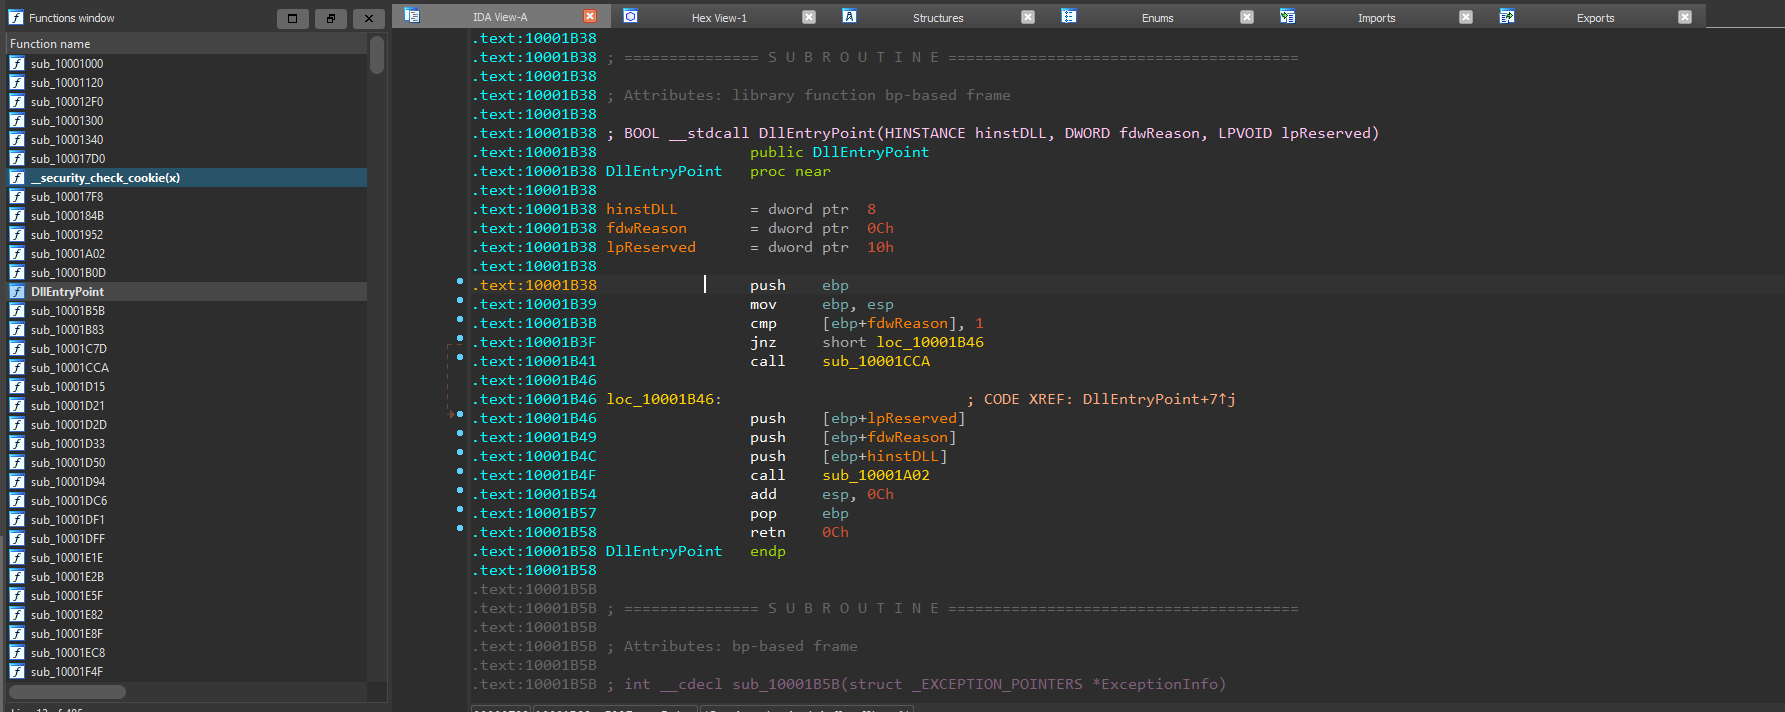 Functions window
IDA View-A
Hex View-1
Structures
Enums
Imports
Exports
Function name
sub_10001000
sub_10001120
sub_100012F0
sub_10001300
sub_10001340
sub_100017D0
__security_check_cookie(x)
sub_100017F8
sub_1000184B
sub_10001952
sub_10001A02
sub_10001B0D
DllEntryPoint
sub_10001B5B
sub_10001B83
sub_10001C7D
sub_10001CCA
sub_10001D15
sub_10001D21
sub_10001D2D
sub_10001D33
sub_10001D50
sub_10001D94
sub_10001DC6
sub_10001DF1
sub_10001DFF
sub_10001E1E
sub_10001E2B
sub_10001E5F
sub_10001E82
sub_10001E8F
sub_10001EC8
sub_10001F4F
.text:10001B38
.text:10001B38 ; =============== S U B R O U T I N E =======================================
.text:10001B38
.text:10001B38 ; Attributes: library function bp-based frame
.text:10001B38
.text:10001B38 ; BOOL __stdcall DllEntryPoint(HINSTANCE hinstDLL, DWORD fdwReason, LPVOID lpReserved)
.text:10001B38 public DllEntryPoint
.text:10001B38 DllEntryPoint proc near
.text:10001B38
.text:10001B38 hinstDLL = dword ptr 8
.text:10001B38 fdwReason = dword ptr 0Ch
.text:10001B38 lpReserved = dword ptr 10h
.text:10001B38
.text:10001B38 push ebp
.text:10001B39 mov ebp, esp
.text:10001B3B cmp [ebp+fdwReason], 1
.text:10001B3F jnz short loc_10001B46
.text:10001B41 call sub_10001CCA
.text:10001B46
.text:10001B46 loc_10001B46: ; CODE XREF: DllEntryPoint+7↑j
.text:10001B46 push [ebp+lpReserved]
.text:10001B49 push [ebp+fdwReason]
.text:10001B4C push [ebp+hinstDLL]
.text:10001B4F call sub_10001A02
.text:10001B54 add esp, 0Ch
.text:10001B57 pop ebp
.text:10001B58 retn 0Ch
.text:10001B58 DllEntryPoint endp
.text:10001B58
.text:10001B5B
.text:10001B5B ; =============== S U B R O U T I N E =======================================
.text:10001B5B
.text:10001B5B ; Attributes: bp-based frame
.text:10001B5B
.text:10001B5B ; int __cdecl sub_10001B5B(struct _EXCEPTION_POINTERS *ExceptionInfo)